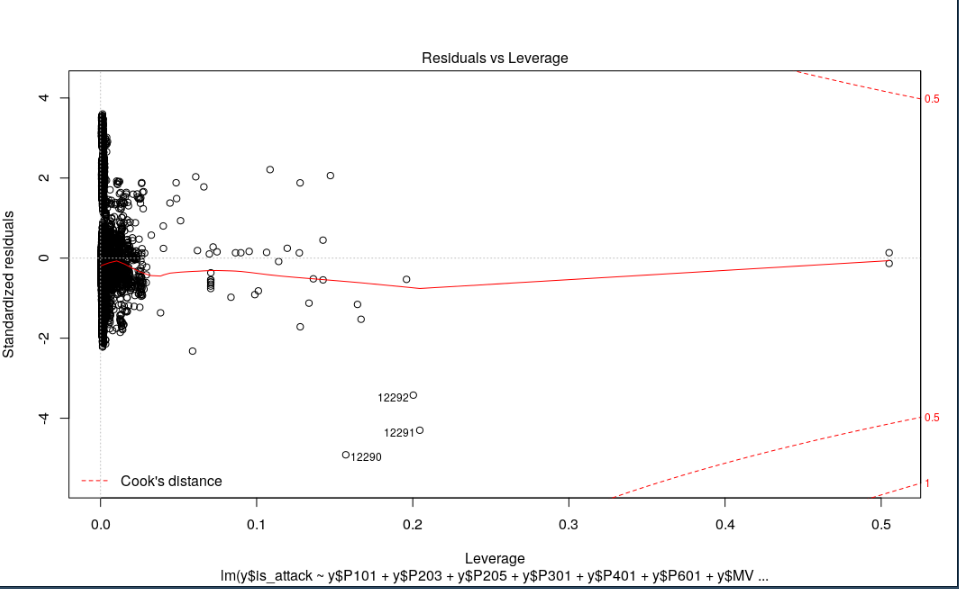 Residuals vs Leverage
Standardized residuals
4
2
0
-2
-4
0.5
0.5
1
12292
12291
12290
Cook's distance
0.0 0.1 0.2 0.3 0.4 0.5
Leverage
lm(y$is_attack ~ y$P101 + y$P203 + y$P205 + y$P301 + y$P401 + y$P601 + y$MV ...